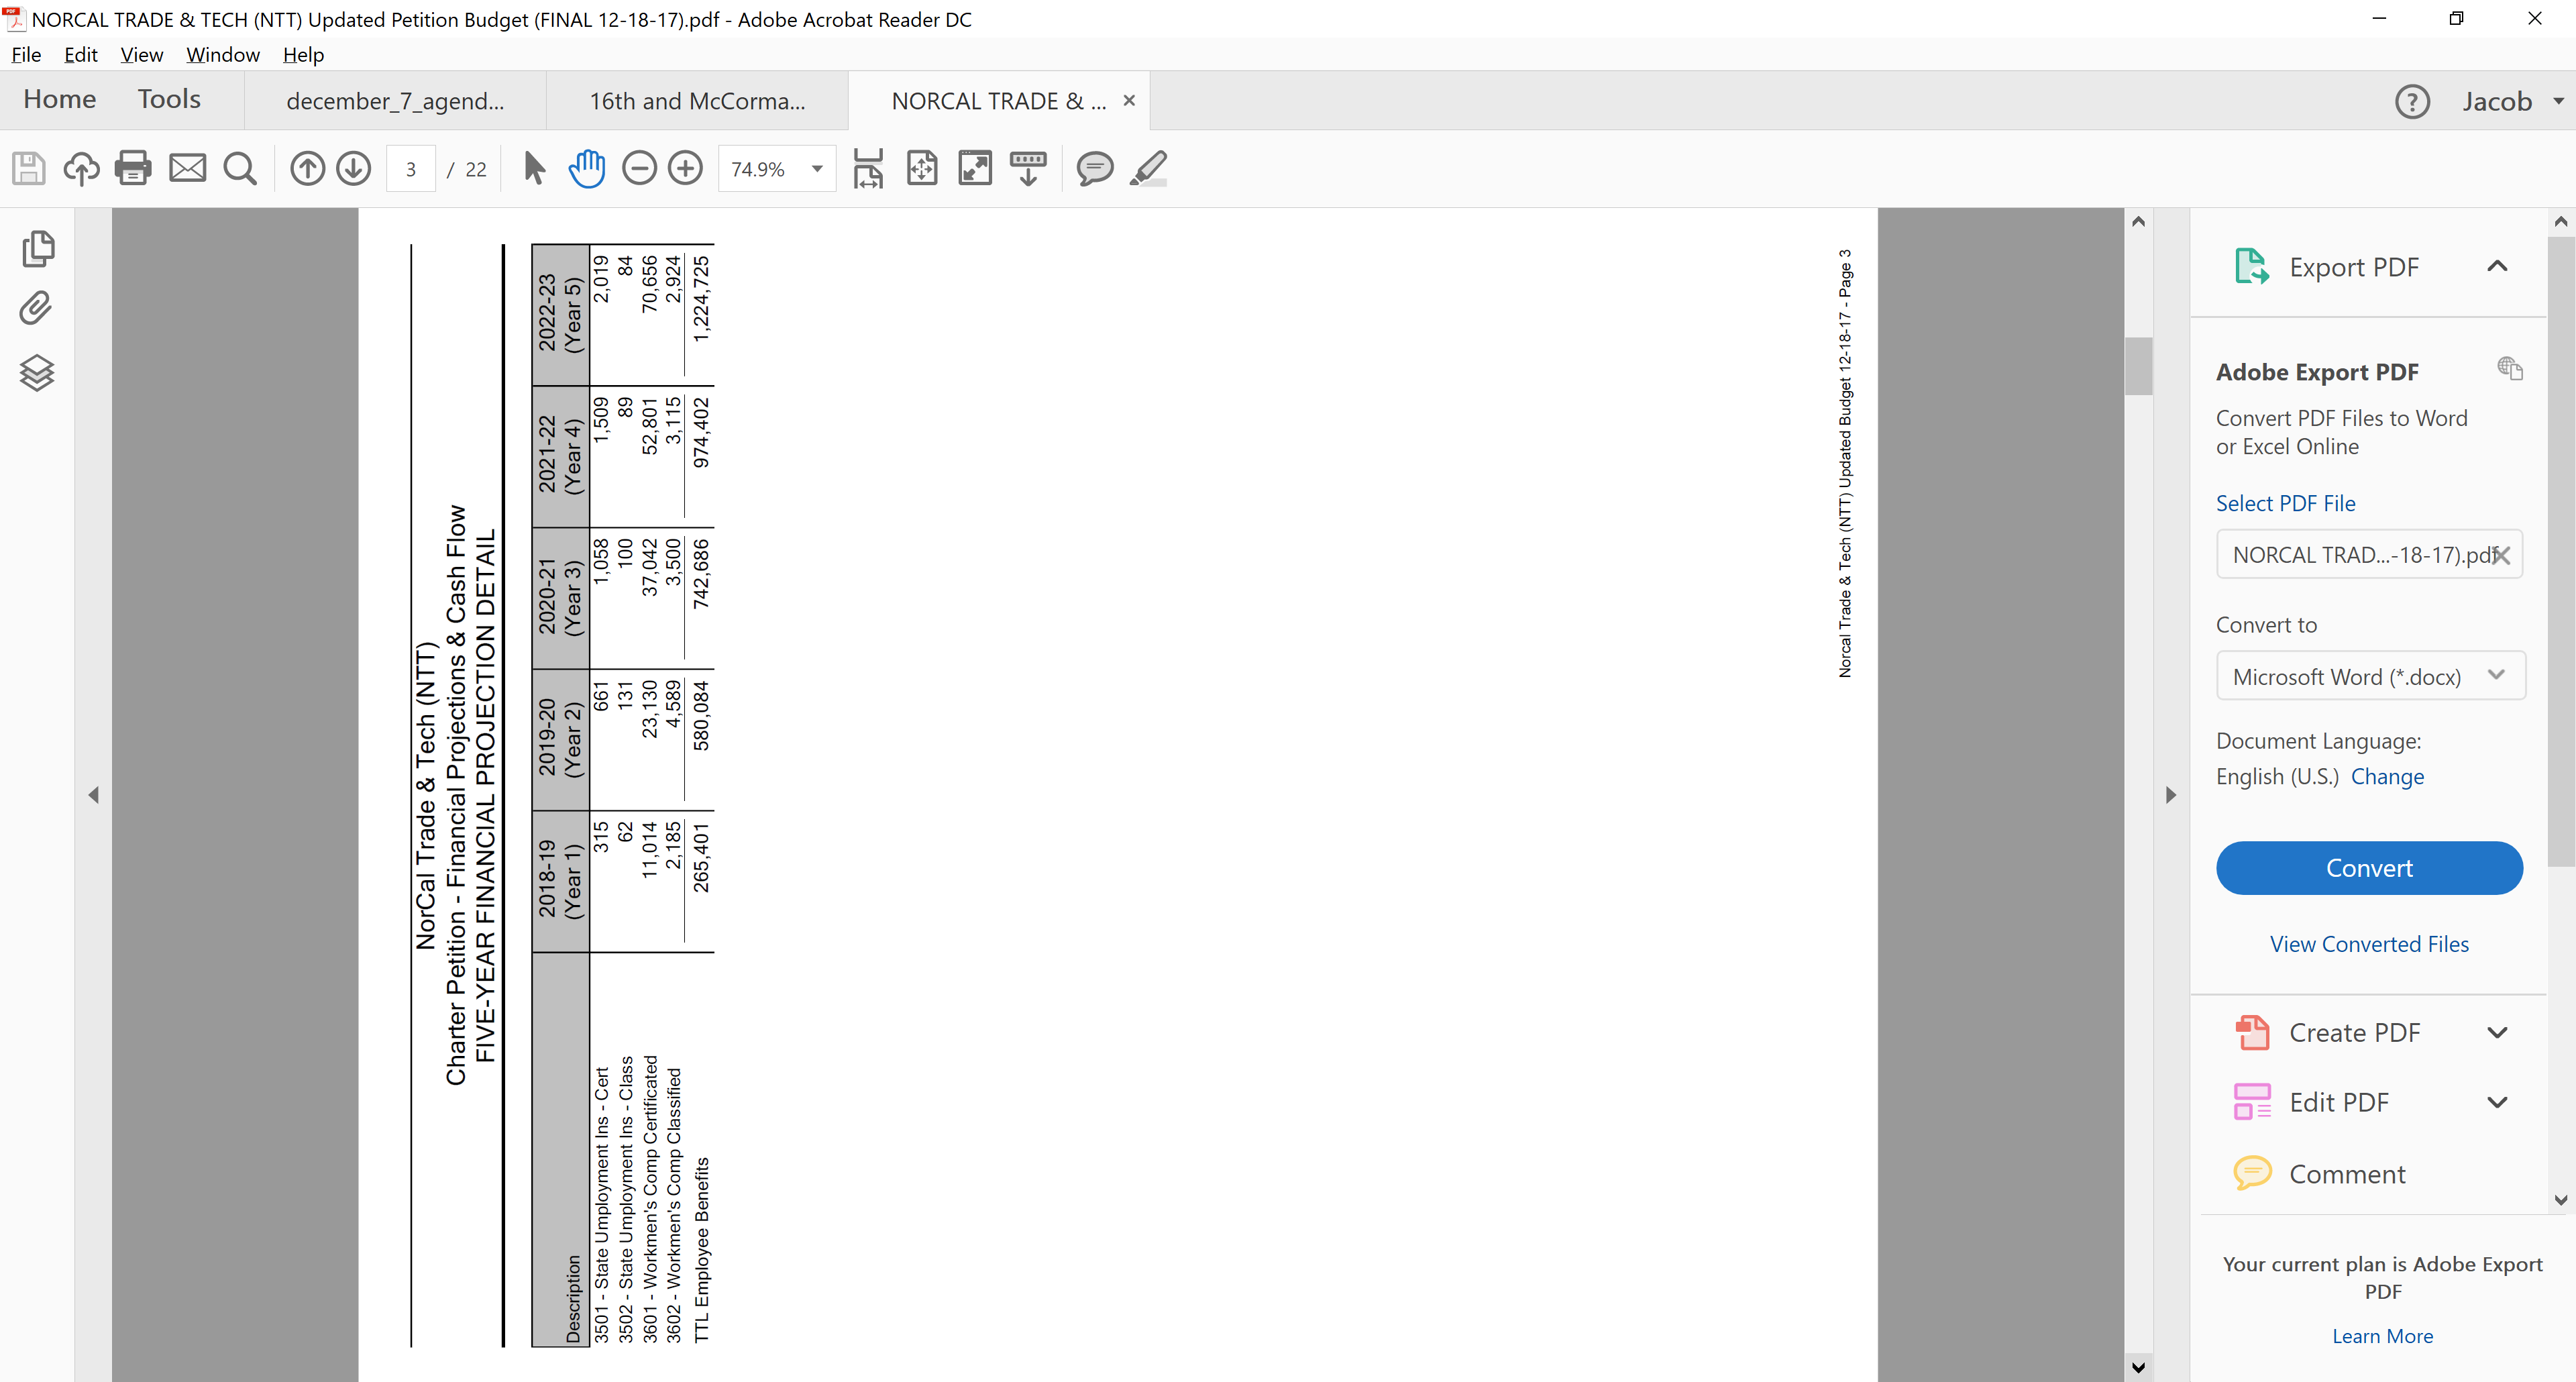 NORCAL TRADE & TECH (NTT) Updated Petition Budget (FINAL 12-18-17).pdf - Adobe Acrobat Reader DC
File Edit View Window Help
Home Tools december_7_agend... 16th and McCorma... NORCAL TRADE & ... × Jacob
3 / 22 74.9%
NorCal Trade & Tech (NTT)
Charter Petition - Financial Projections & Cash Flow
FIVE-YEAR FINANCIAL PROJECTION DETAIL
Description 2018-19 (Year 1) 2019-20 (Year 2) 2020-21 (Year 3) 2021-22 (Year 4) 2022-23 (Year 5)
3501 - State Umployment Ins - Cert 315 661 1,058 1,509 2,019
3502 - State Umployment Ins - Class 62 131 100 89 84
3601 - Workmen's Comp Certificated 11,014 23,130 37,042 52,801 70,656
3602 - Workmen's Comp Classified 2,185 4,589 3,500 3,115 2,924
TTL Employee Benefits 265,401 580,084 742,686 974,402 1,224,725
Norcal Trade & Tech (NTT) Updated Budget 12-18-17 - Page 3
Export PDF
Adobe Export PDF
Convert PDF Files to Word
or Excel Online
Select PDF File
NORCAL TRAD...-18-17).pdf
Convert to
Microsoft Word (*.docx)
Document Language:
English (U.S.) Change
Convert
View Converted Files
Create PDF
Edit PDF
Comment
Your current plan is Adobe Export
PDF
Learn More